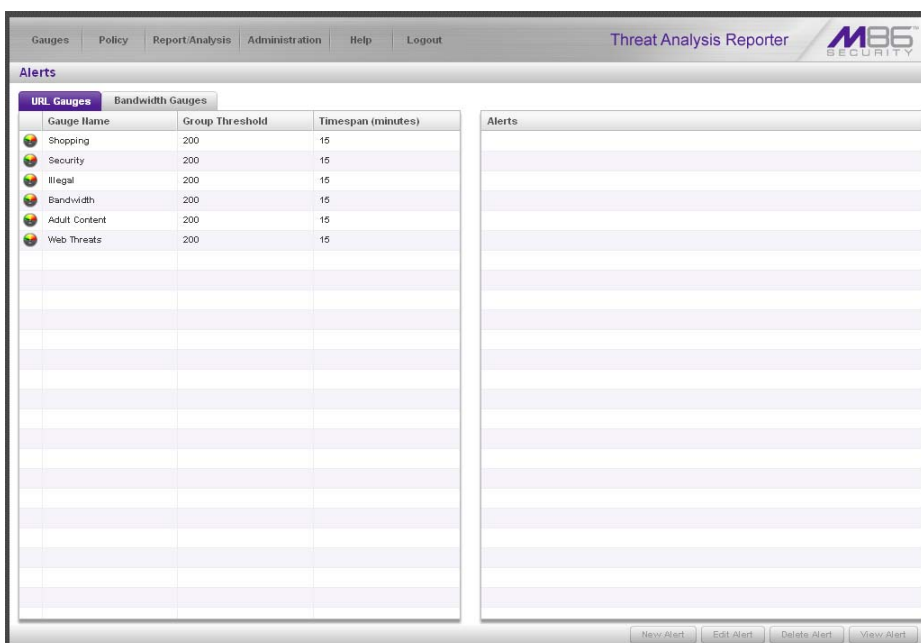 Gauges Policy Report/Analysis Administration Help Logout
Threat Analysis Reporter
M86
SECURITY
Alerts
URL Gauges Bandwidth Gauges
Gauge Name Group Threshold Timespan (minutes) Alerts
Shopping 200 15
Security 200 15
Illegal 200 15
Bandwidth 200 15
Adult Content 200 15
Web Threats 200 15
New Alert Edit Alert Delete Alert View Alert